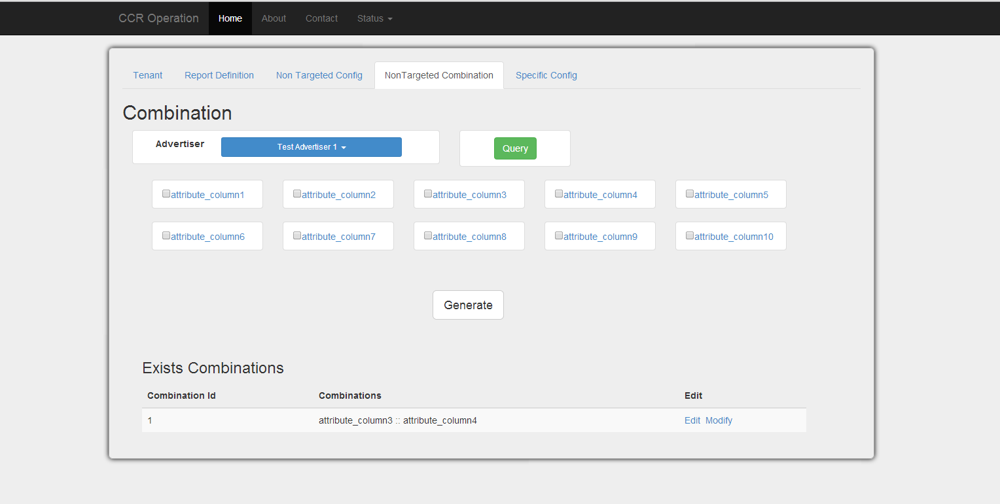 CCR Operation Home About Contact Status
Tenant Report Definition Non Targeted Config NonTargeted Combination Specific Config
Combination
Advertiser Test Advertiser 1 Query
attribute_column1 attribute_column2 attribute_column3 attribute_column4 attribute_column5
attribute_column6 attribute_column7 attribute_column8 attribute_column9 attribute_column10
Generate
Exists Combinations
Combination Id Combinations Edit
1 attribute_column3 :: attribute_column4 Edit Modify